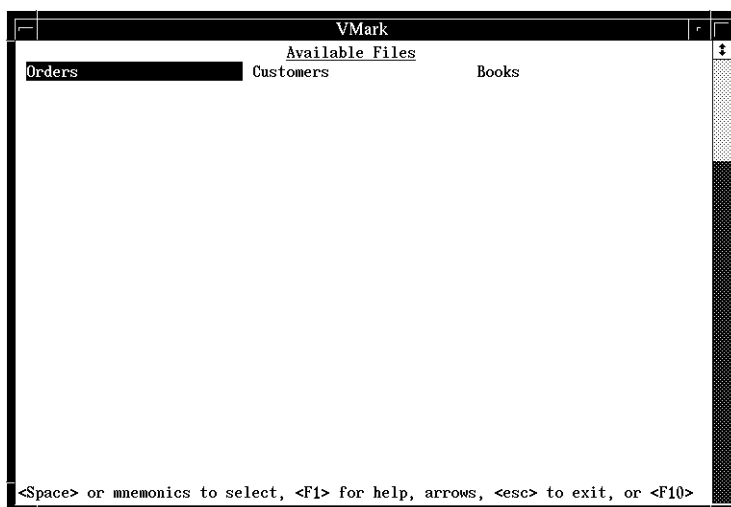 VMark
Available Files
Orders Customers Books
<Space> or mnemonics to select, <F1> for help, arrows, <esc> to exit, or <F10>